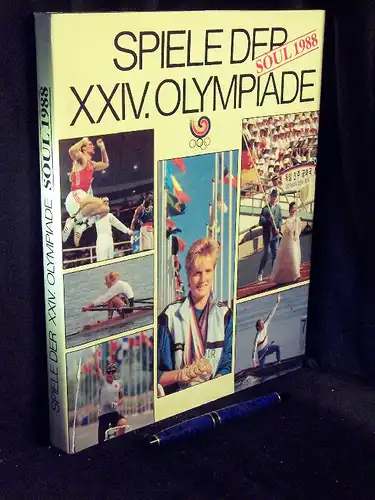 SPIELE DER
SOUL 1988
XXIV. OLYMPIADE
SPIELE DER XXIV. OLYMPIADE SOUL 1988